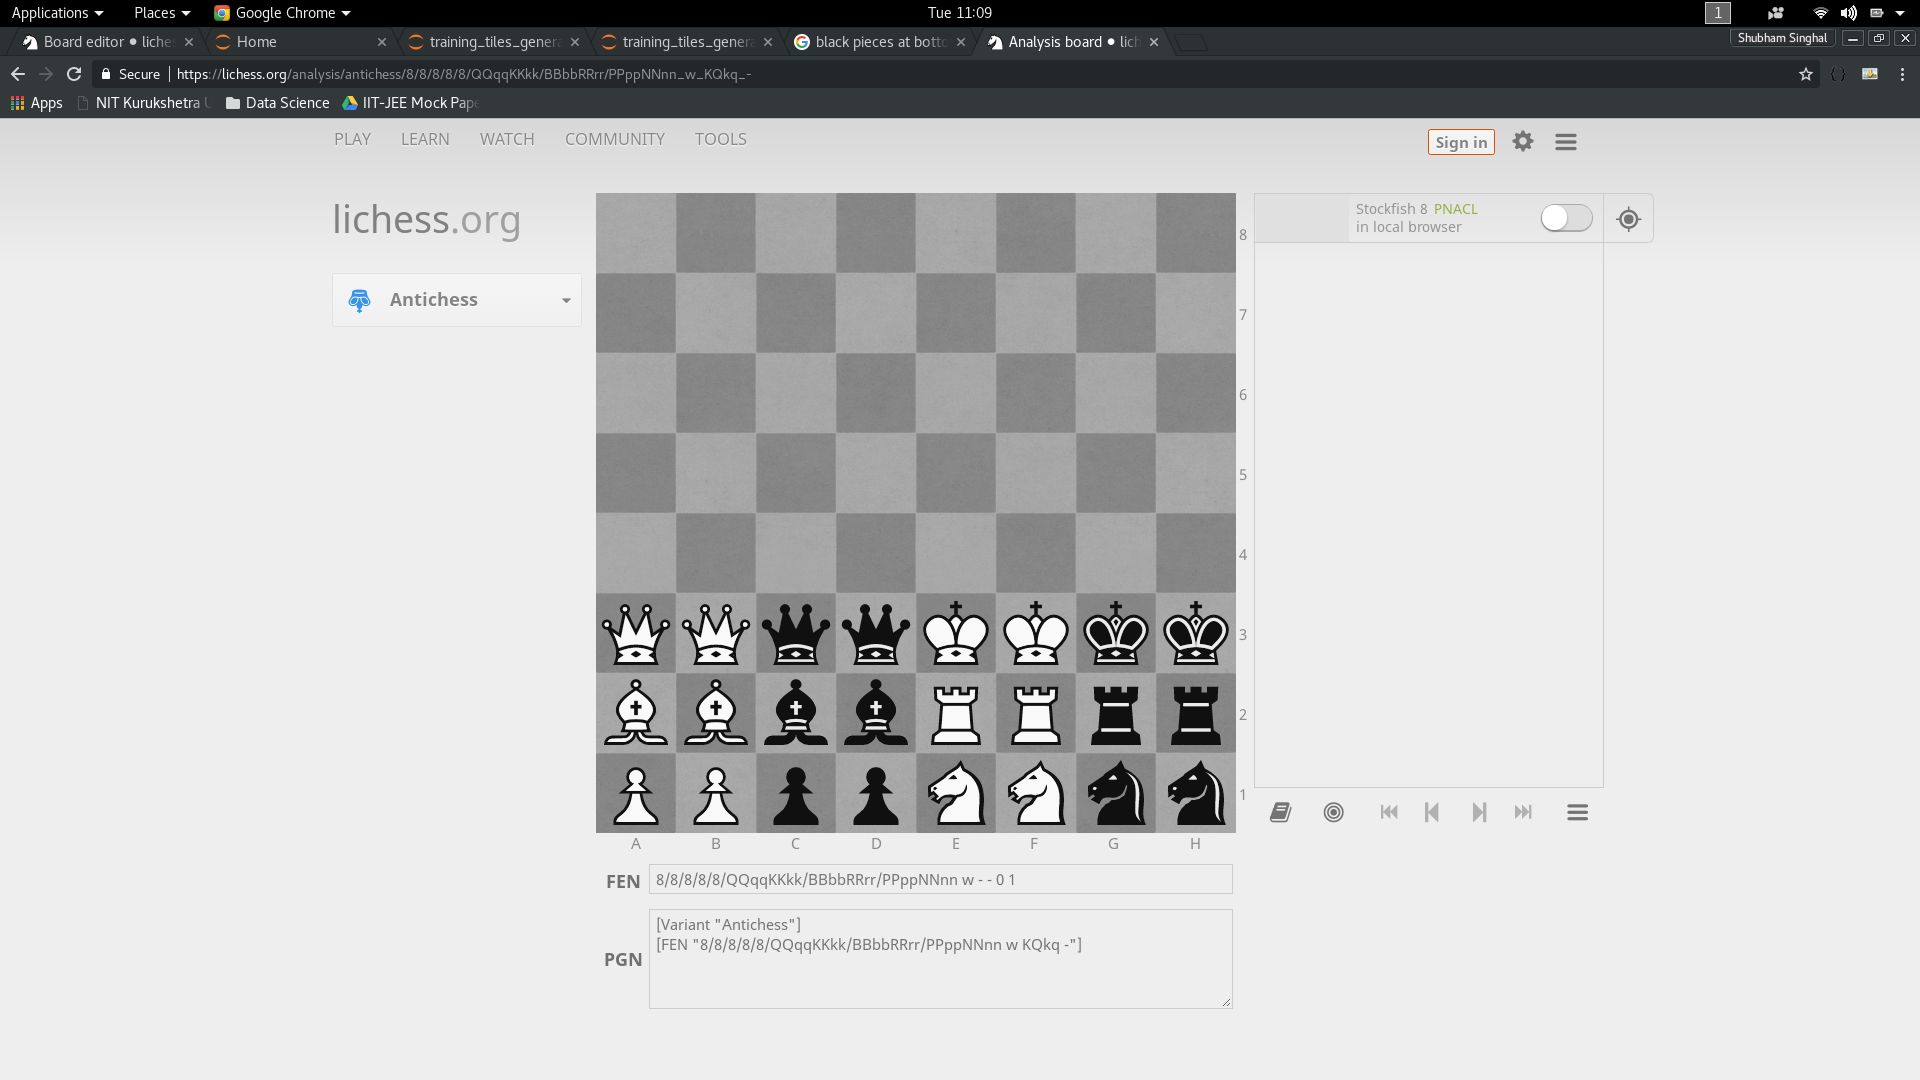 Applications Places Google Chrome Tue 11:09 1
Board editor • liche Home training_tiles_genera training_tiles_genera black pieces at botto Analysis board • lich Shubham Singhal
Secure https://lichess.org/analysis/antichess/8/8/8/8/8/QQqqKKkk/BBbbRRrr/PPppNNnn_w_KQkq_-
Apps NIT Kurukshetra U Data Science IIT-JEE Mock Pape
PLAY LEARN WATCH COMMUNITY TOOLS Sign in
lichess.org
Stockfish 8 PNACL
in local browser
Antichess
8
7
6
5
4
3
2
1
A B C D E F G H
FEN 8/8/8/8/8/QQqqKKkk/BBbbRRrr/PPppNNnn w - - 0 1
PGN [Variant "Antichess"]
[FEN "8/8/8/8/8/QQqqKKkk/BBbbRRrr/PPppNNnn w KQkq -"]